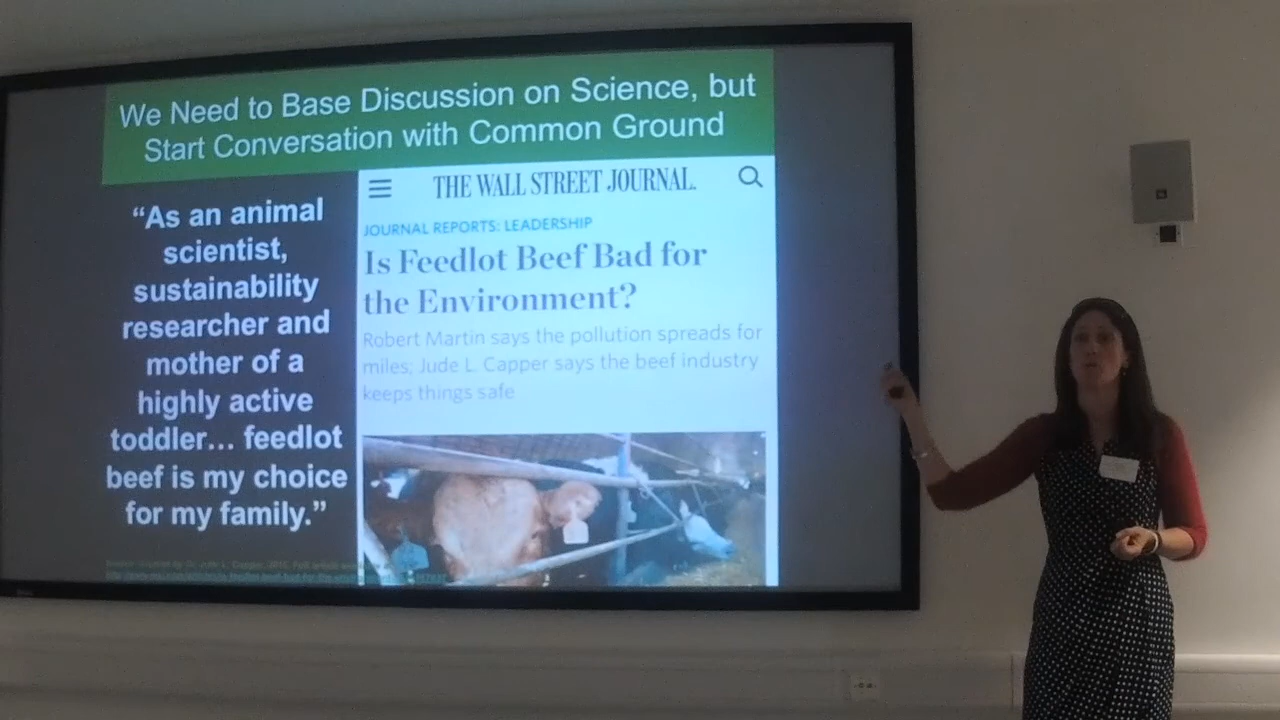 We Need to Base Discussion on Science, but
Start Conversation with Common Ground
“As an animal
scientist,
sustainability
researcher and
mother of a
highly active
toddler... feedlot
beef is my choice
for my family.”
THE WALL STREET JOURNAL.
JOURNAL REPORTS: LEADERSHIP
Is Feedlot Beef Bad for
the Environment?
Robert Martin says the pollution spreads for
miles; Jude L. Capper says the beef industry
keeps things safe